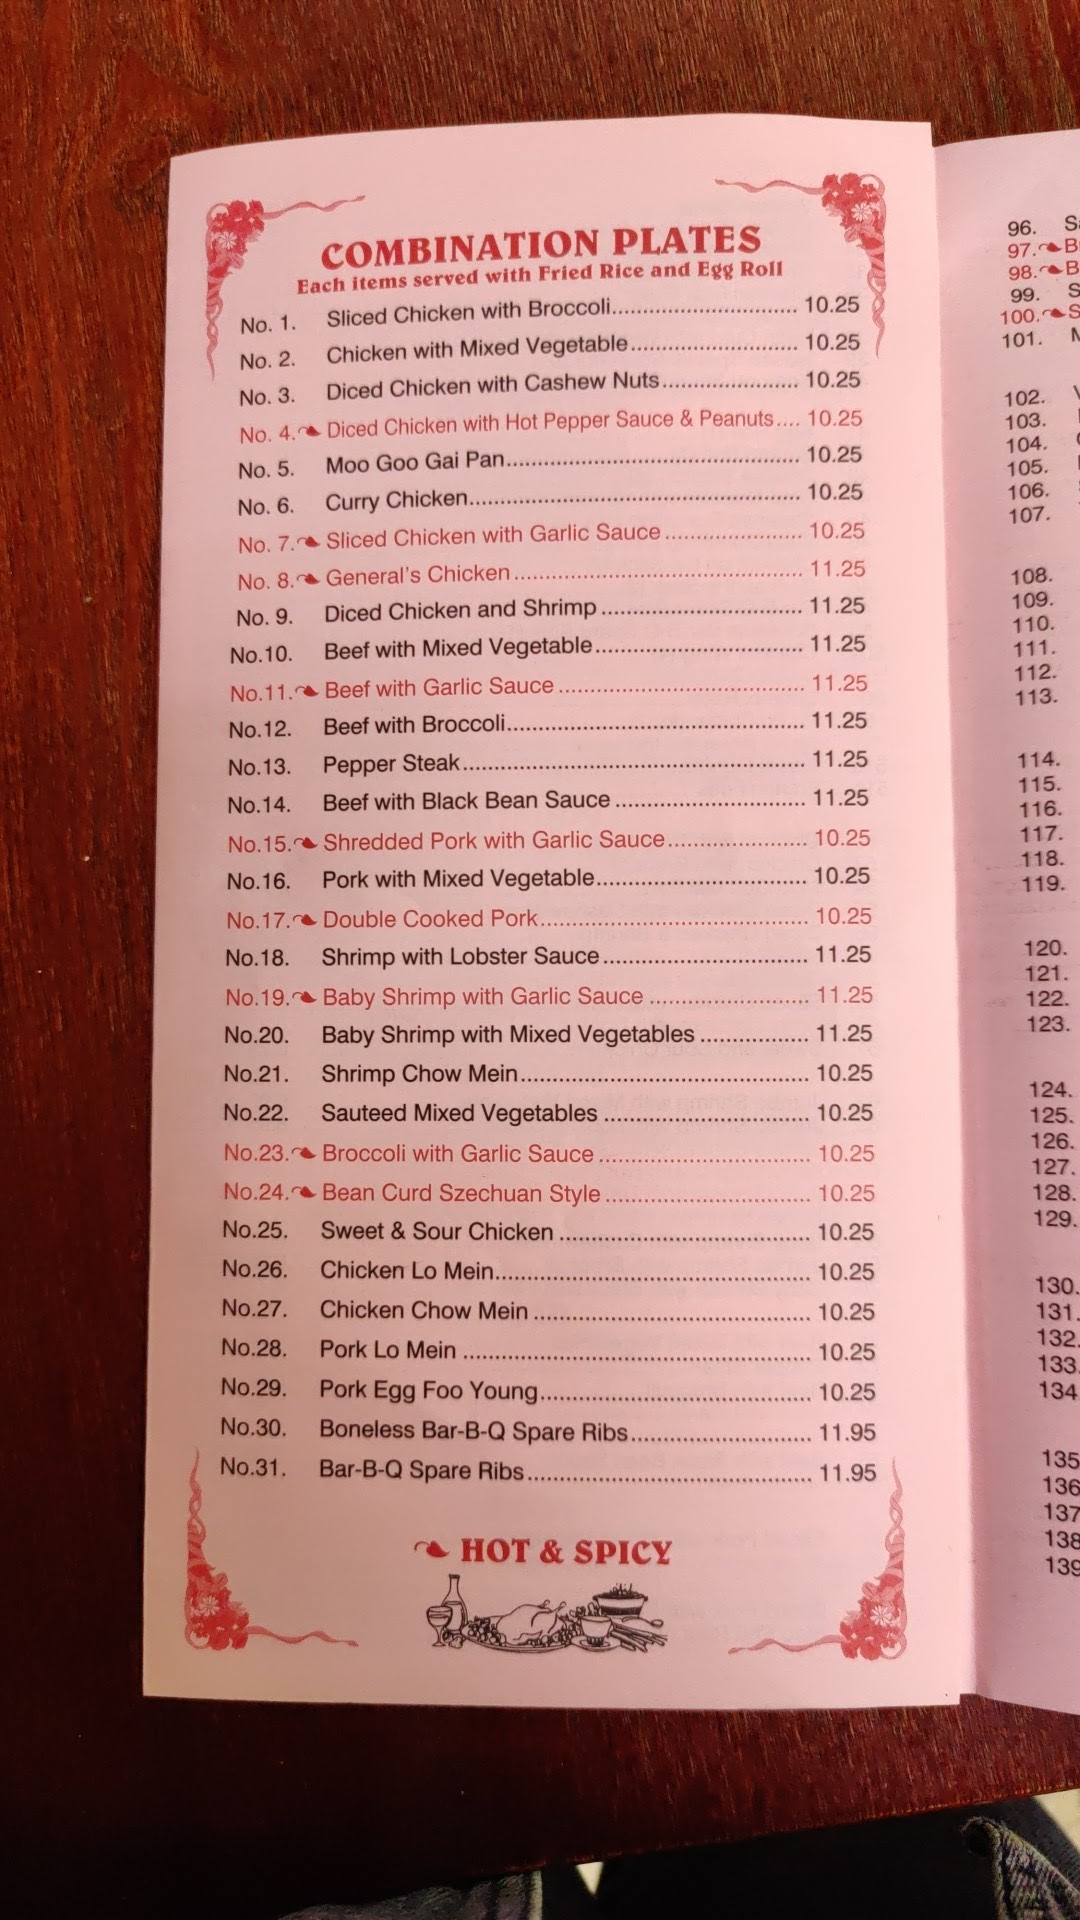 COMBINATION PLATES
Each items served with Fried Rice and Egg Roll
No. 1. Sliced Chicken with Broccoli 10.25
No. 2. Chicken with Mixed Vegetable 10.25
No. 3. Diced Chicken with Cashew Nuts 10.25
No. 4. Diced Chicken with Hot Pepper Sauce & Peanuts 10.25
No. 5. Moo Goo Gai Pan 10.25
No. 6. Curry Chicken 10.25
No. 7. Sliced Chicken with Garlic Sauce 10.25
No. 8. General's Chicken 11.25
No. 9. Diced Chicken and Shrimp 11.25
No.10. Beef with Mixed Vegetable 11.25
No.11. Beef with Garlic Sauce 11.25
No.12. Beef with Broccoli 11.25
No.13. Pepper Steak 11.25
No.14. Beef with Black Bean Sauce 11.25
No.15. Shredded Pork with Garlic Sauce 10.25
No.16. Pork with Mixed Vegetable 10.25
No.17. Double Cooked Pork 10.25
No.18. Shrimp with Lobster Sauce 11.25
No.19. Baby Shrimp with Garlic Sauce 11.25
No.20. Baby Shrimp with Mixed Vegetables 11.25
No.21. Shrimp Chow Mein 10.25
No.22. Sauteed Mixed Vegetables 10.25
No.23. Broccoli with Garlic Sauce 10.25
No.24. Bean Curd Szechuan Style 10.25
No.25. Sweet & Sour Chicken 10.25
No.26. Chicken Lo Mein 10.25
No.27. Chicken Chow Mein 10.25
No.28. Pork Lo Mein 10.25
No.29. Pork Egg Foo Young 10.25
No.30. Boneless Bar-B-Q Spare Ribs 11.95
No.31. Bar-B-Q Spare Ribs 11.95
HOT & SPICY
96.
97.
98.
99.
100.
101.
102.
103.
104.
105.
106.
107.
108.
109.
110.
111.
112.
113.
114.
115.
116.
117.
118.
119.
120.
121.
122.
123.
124.
125.
126.
127.
128.
129.
130.
131.
132.
133.
134
135
136
137
138
139